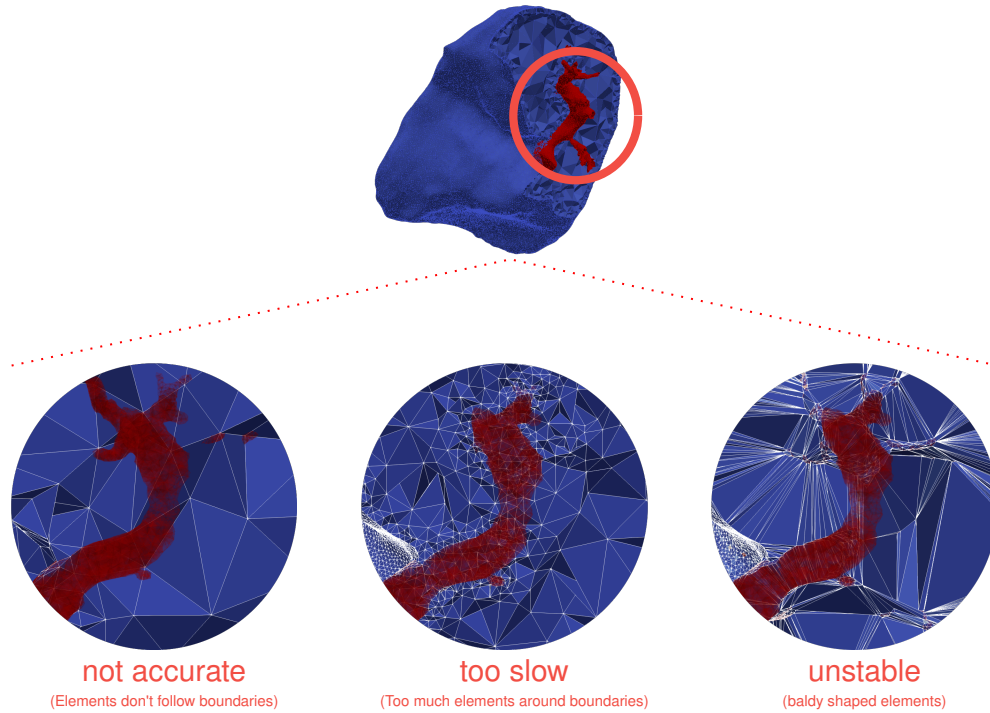 not accurate
(Elements don't follow boundaries)
too slow
(Too much elements around boundaries)
unstable
(baldy shaped elements)